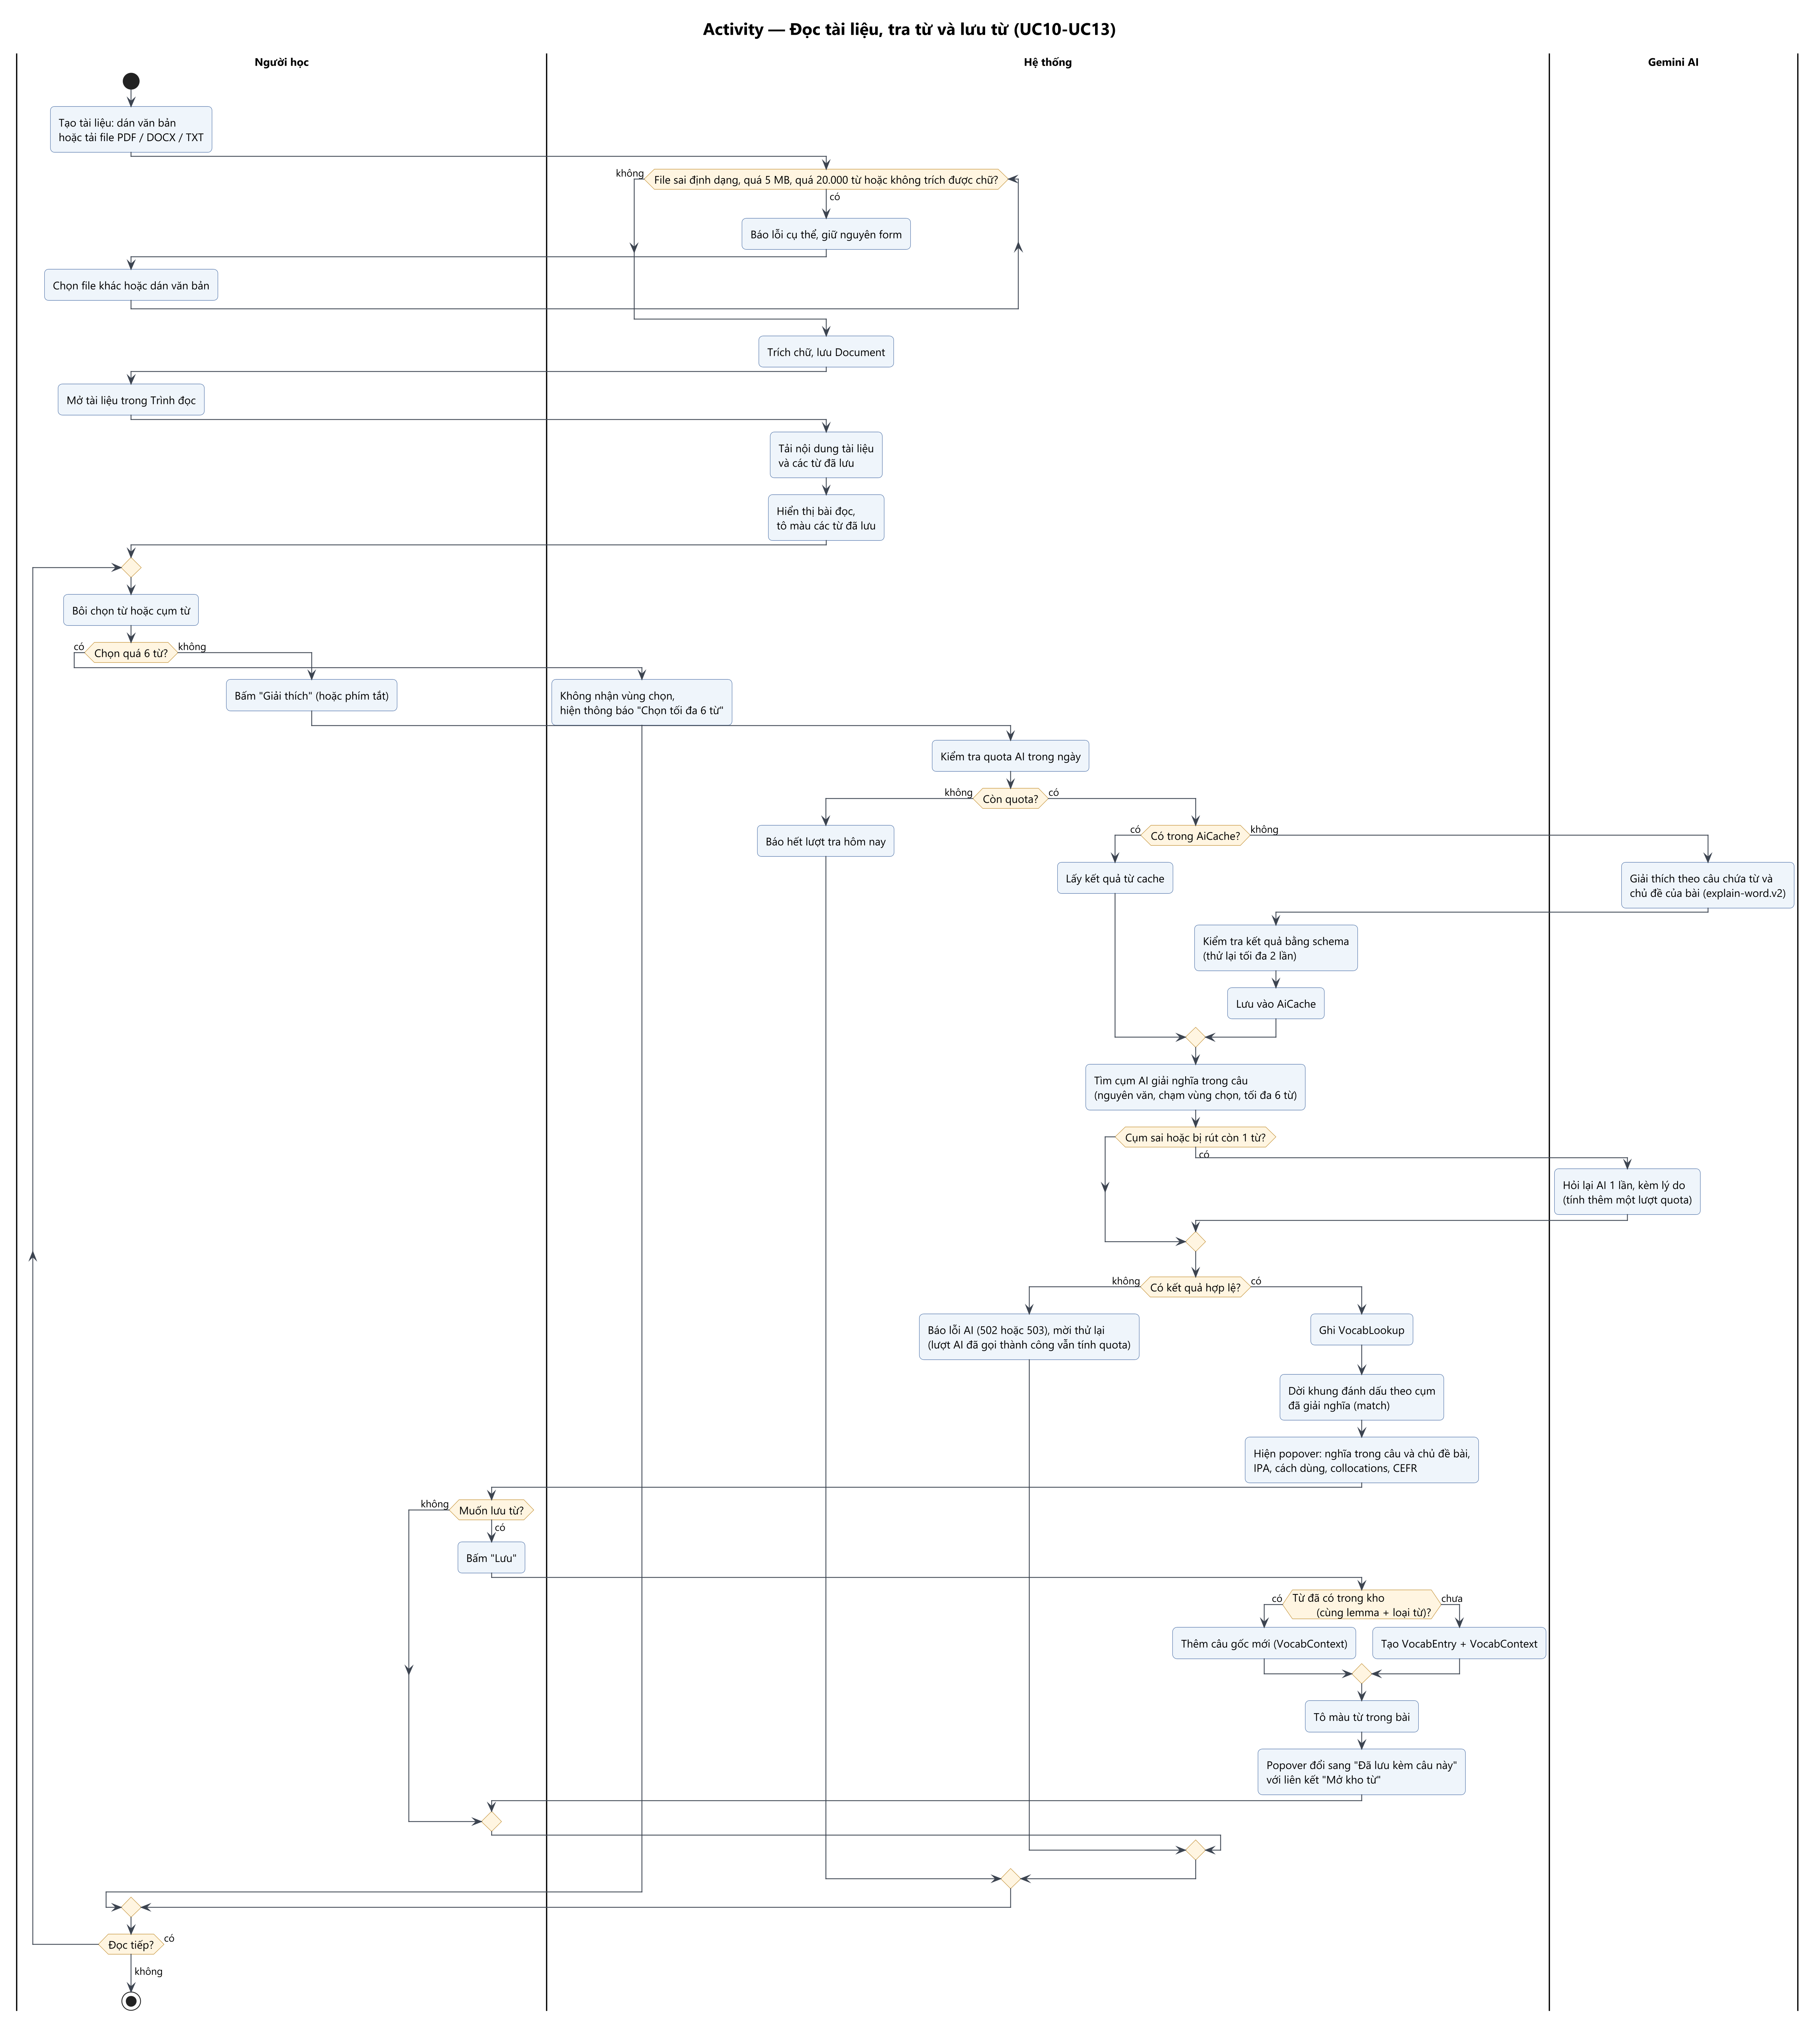 Activity — Đọc tài liệu, tra từ và lưu từ (UC10-UC13)
Người học
Hệ thống
Gemini AI
Tạo tài liệu: dán văn bản
hoặc tải file PDF / DOCX / TXT
không
File sai định dạng, quá 5 MB, quá 20.000 từ hoặc không trích được chữ?
có
Báo lỗi cụ thể, giữ nguyên form
Chọn file khác hoặc dán văn bản
Trích chữ, lưu Document
Mở tài liệu trong Trình đọc
Tải nội dung tài liệu
và các từ đã lưu
Hiển thị bài đọc,
tô màu các từ đã lưu
Bôi chọn từ hoặc cụm từ
có
Chọn quá 6 từ?
không
Bấm "Giải thích" (hoặc phím tắt)
Không nhận vùng chọn,
hiện thông báo "Chọn tối đa 6 từ"
Kiểm tra quota AI trong ngày
không
Còn quota?
có
Báo hết lượt tra hôm nay
có
Có trong AiCache?
không
Lấy kết quả từ cache
Giải thích theo câu chứa từ và
chủ đề của bài (explain-word.v2)
Kiểm tra kết quả bằng schema
(thử lại tối đa 2 lần)
Lưu vào AiCache
Tìm cụm AI giải nghĩa trong câu
(nguyên văn, chạm vùng chọn, tối đa 6 từ)
Cụm sai hoặc bị rút còn 1 từ?
có
Hỏi lại AI 1 lần, kèm lý do
(tính thêm một lượt quota)
không
Có kết quả hợp lệ?
có
Báo lỗi AI (502 hoặc 503), mời thử lại
(lượt AI đã gọi thành công vẫn tính quota)
Ghi VocabLookup
Dời khung đánh dấu theo cụm
đã giải nghĩa (match)
Hiện popover: nghĩa trong câu và chủ đề bài,
IPA, cách dùng, collocations, CEFR
không
Muốn lưu từ?
có
Bấm "Lưu"
có
Từ đã có trong kho
(cùng lemma + loại từ)?
chưa
Thêm câu gốc mới (VocabContext)
Tạo VocabEntry + VocabContext
Tô màu từ trong bài
Popover đổi sang "Đã lưu kèm câu này"
với liên kết "Mở kho từ"
Đọc tiếp?
có
không